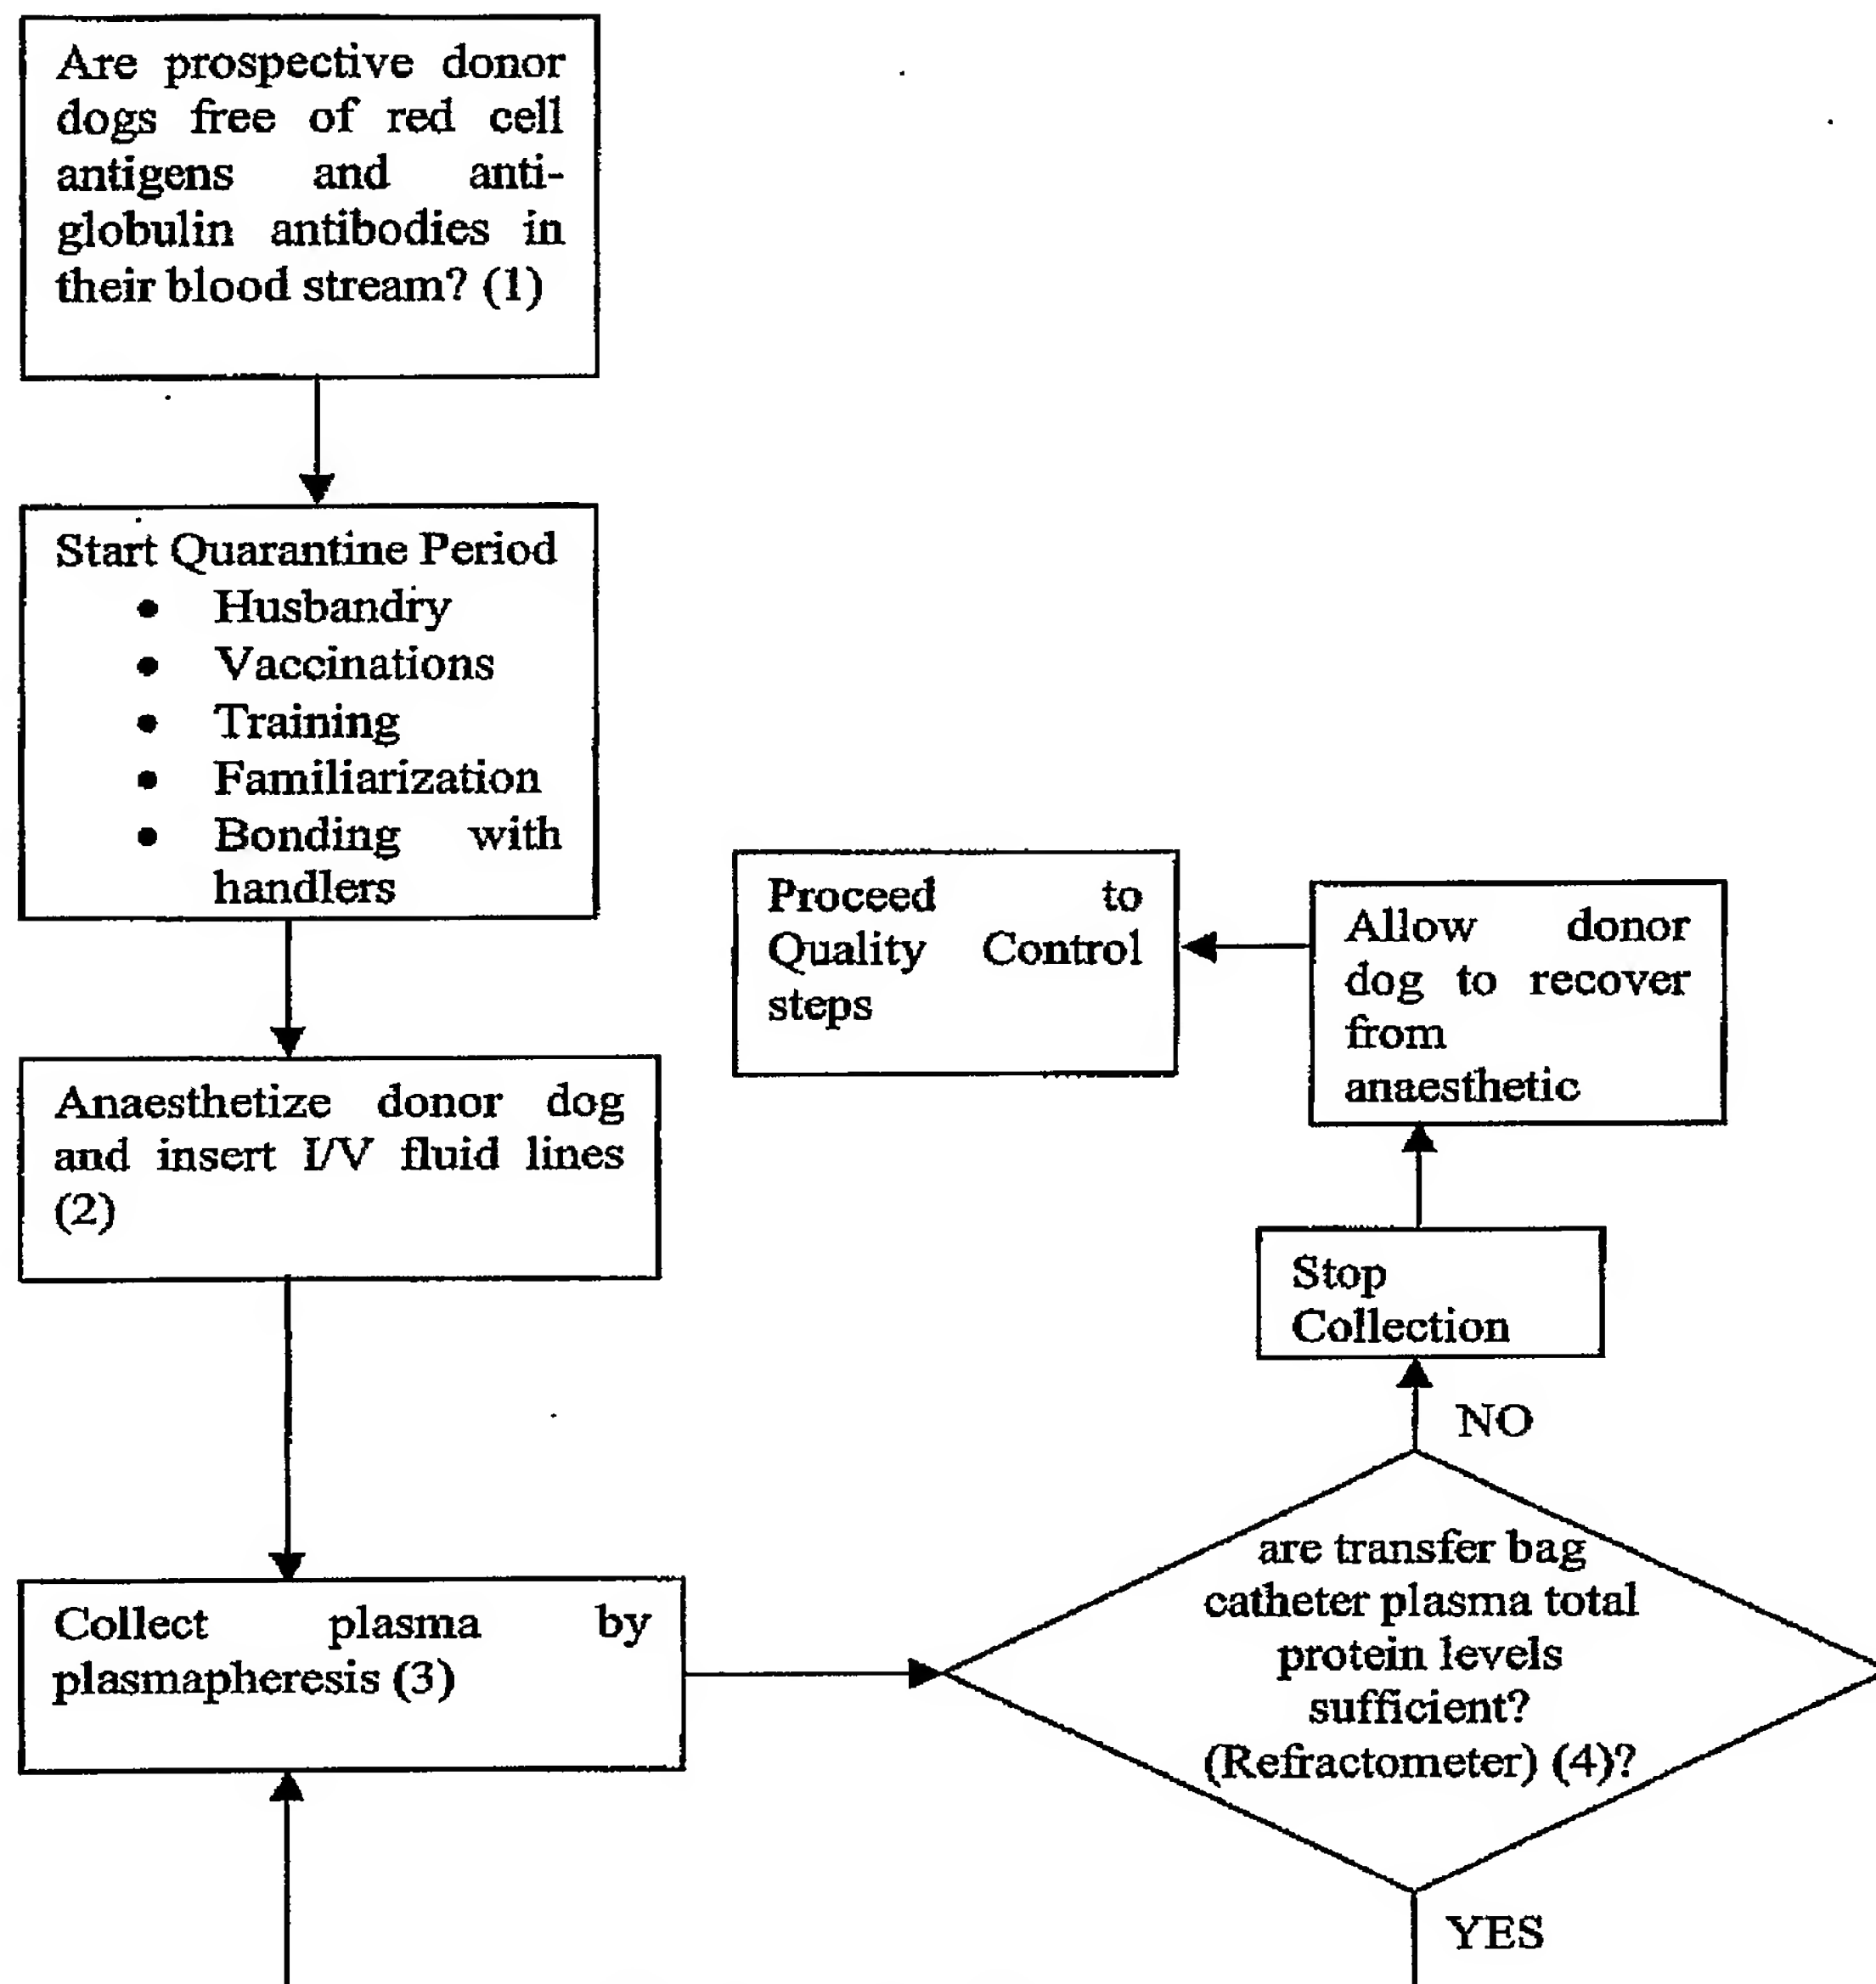 Are prospective donor
dogs free of red cell
antigens and anti-
globulin antibodies in
their blood stream? (1)
Start Quarantine Period
• Husbandry
• Vaccinations
• Training
• Familiarization
• Bonding with
handlers
Anaesthetize donor dog
and insert I/V fluid lines
(2)
Collect plasma by
plasmapheresis (3)
are transfer bag
catheter plasma total
protein levels
sufficient?
(Refractometer) (4)?
YES
NO
Stop
Collection
Allow donor
dog to recover
from
anaesthetic
Proceed to
Quality Control
steps